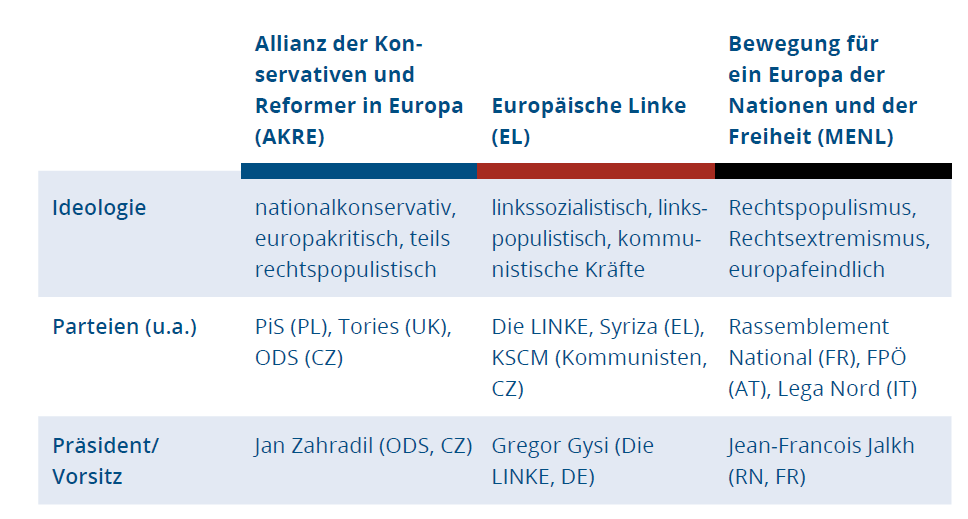 Allianz der Kon-
servativen und
Reformer in Europa
(AKRE)
Europäische Linke
(EL)
Bewegung für
ein Europa der
Nationen und der
Freiheit (MENL)
Ideologie
nationalkonservativ,
europakritisch, teils
rechtspopulistisch
linkssozialistisch, links-
populistisch, kommu-
nistische Kräfte
Rechtspopulismus,
Rechtsextremismus,
europafeindlich
Parteien (u.a.)
PiS (PL), Tories (UK),
ODS (CZ)
Die LINKE, Syriza (EL),
KSCM (Kommunisten,
CZ)
Rassemblement
National (FR), FPÖ
(AT), Lega Nord (IT)
Präsident/
Vorsitz
Jan Zahradil (ODS, CZ)
Gregor Gysi (Die
LINKE, DE)
Jean-Francois Jalkh
(RN, FR)